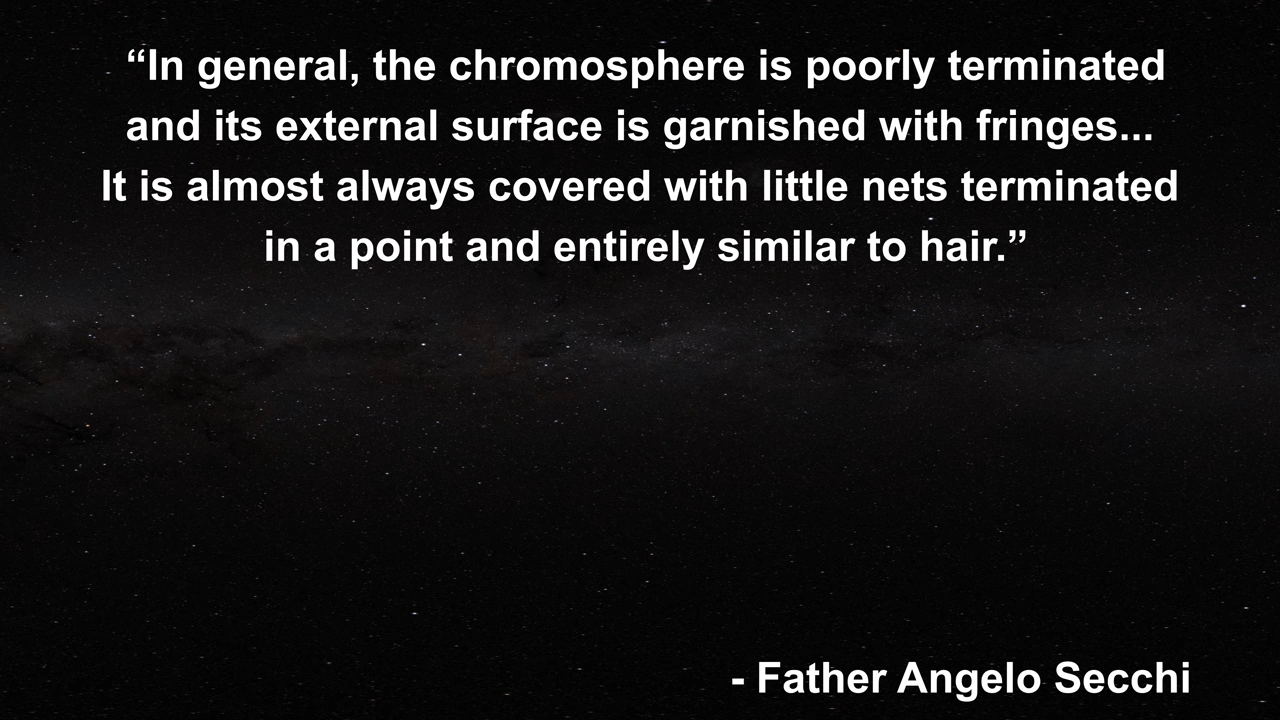 “In general, the chromosphere is poorly terminated
and its external surface is garnished with fringes...
It is almost always covered with little nets terminated
in a point and entirely similar to hair.”
- Father Angelo Secchi